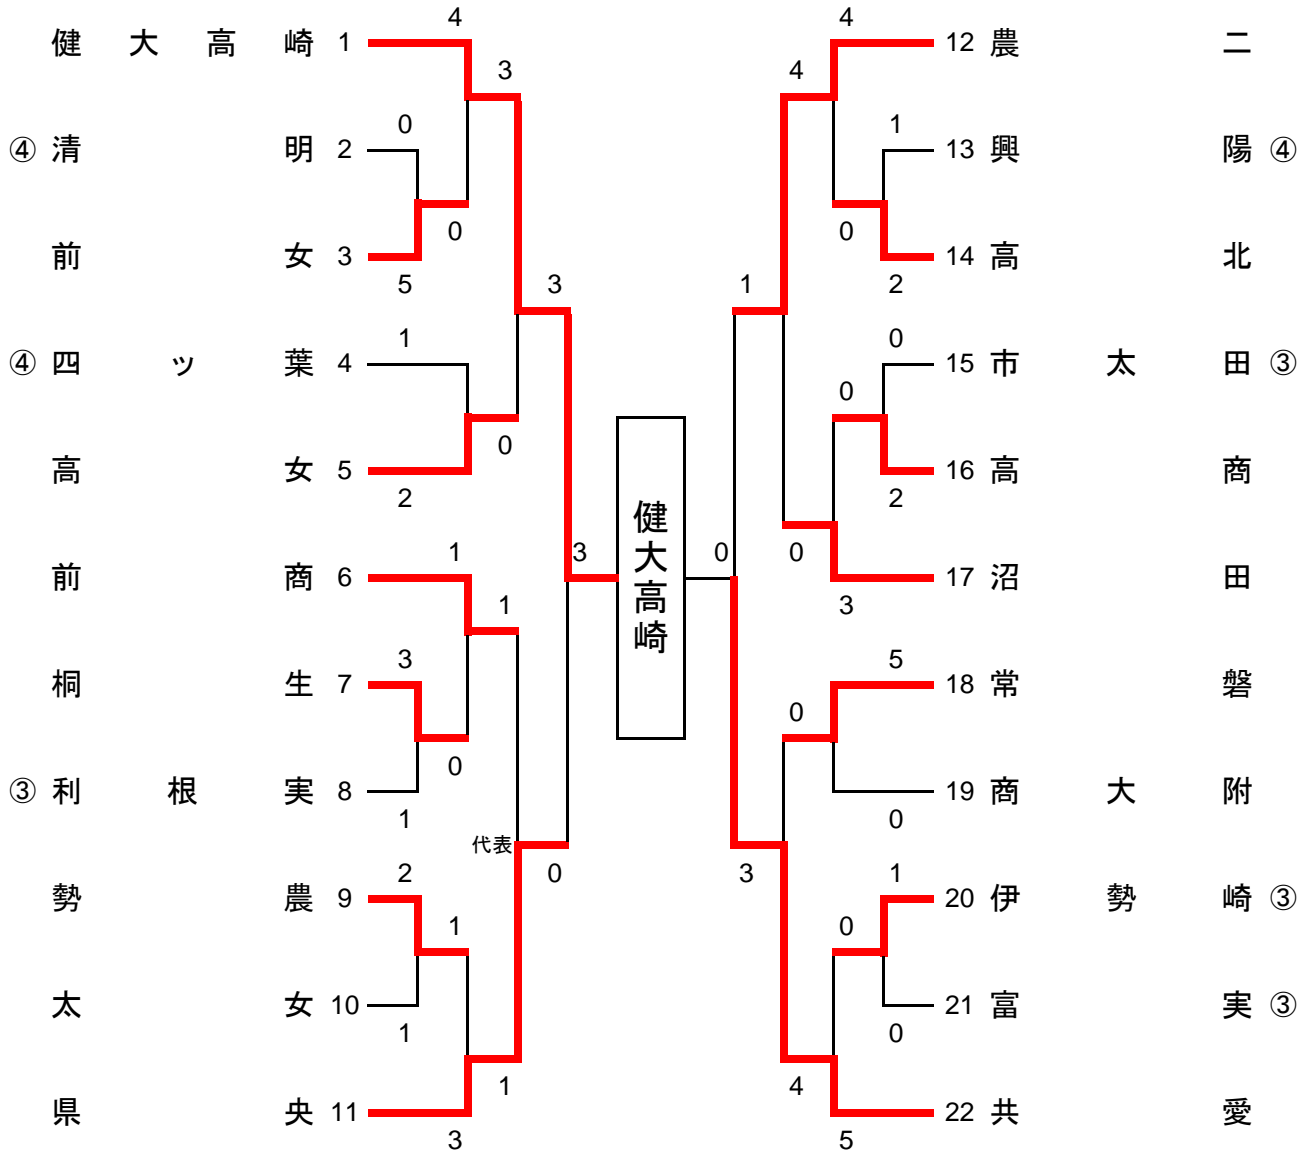 4
健大高崎 1
3
0
④ 清明 2
0
前女 3
5
3
1
④ 四ッ葉 4
0
高女 5
2
1
前商 6
3
1
3
桐生 7
0
③ 利根実 8
1
代表
0
2
勢農 9
1
太女 10
1
1
県央 11
3
健大高崎
4
12 農二
4
1
13 興陽 ④
0
14 高北
2
1
0
15 市太田 ③
0
16 高商
2
0
0
17 沼田
3
5
18 常磐
0
19 商大附
0
3
1
20 伊勢崎 ③
0
21 富実 ③
0
4
22 共愛
5